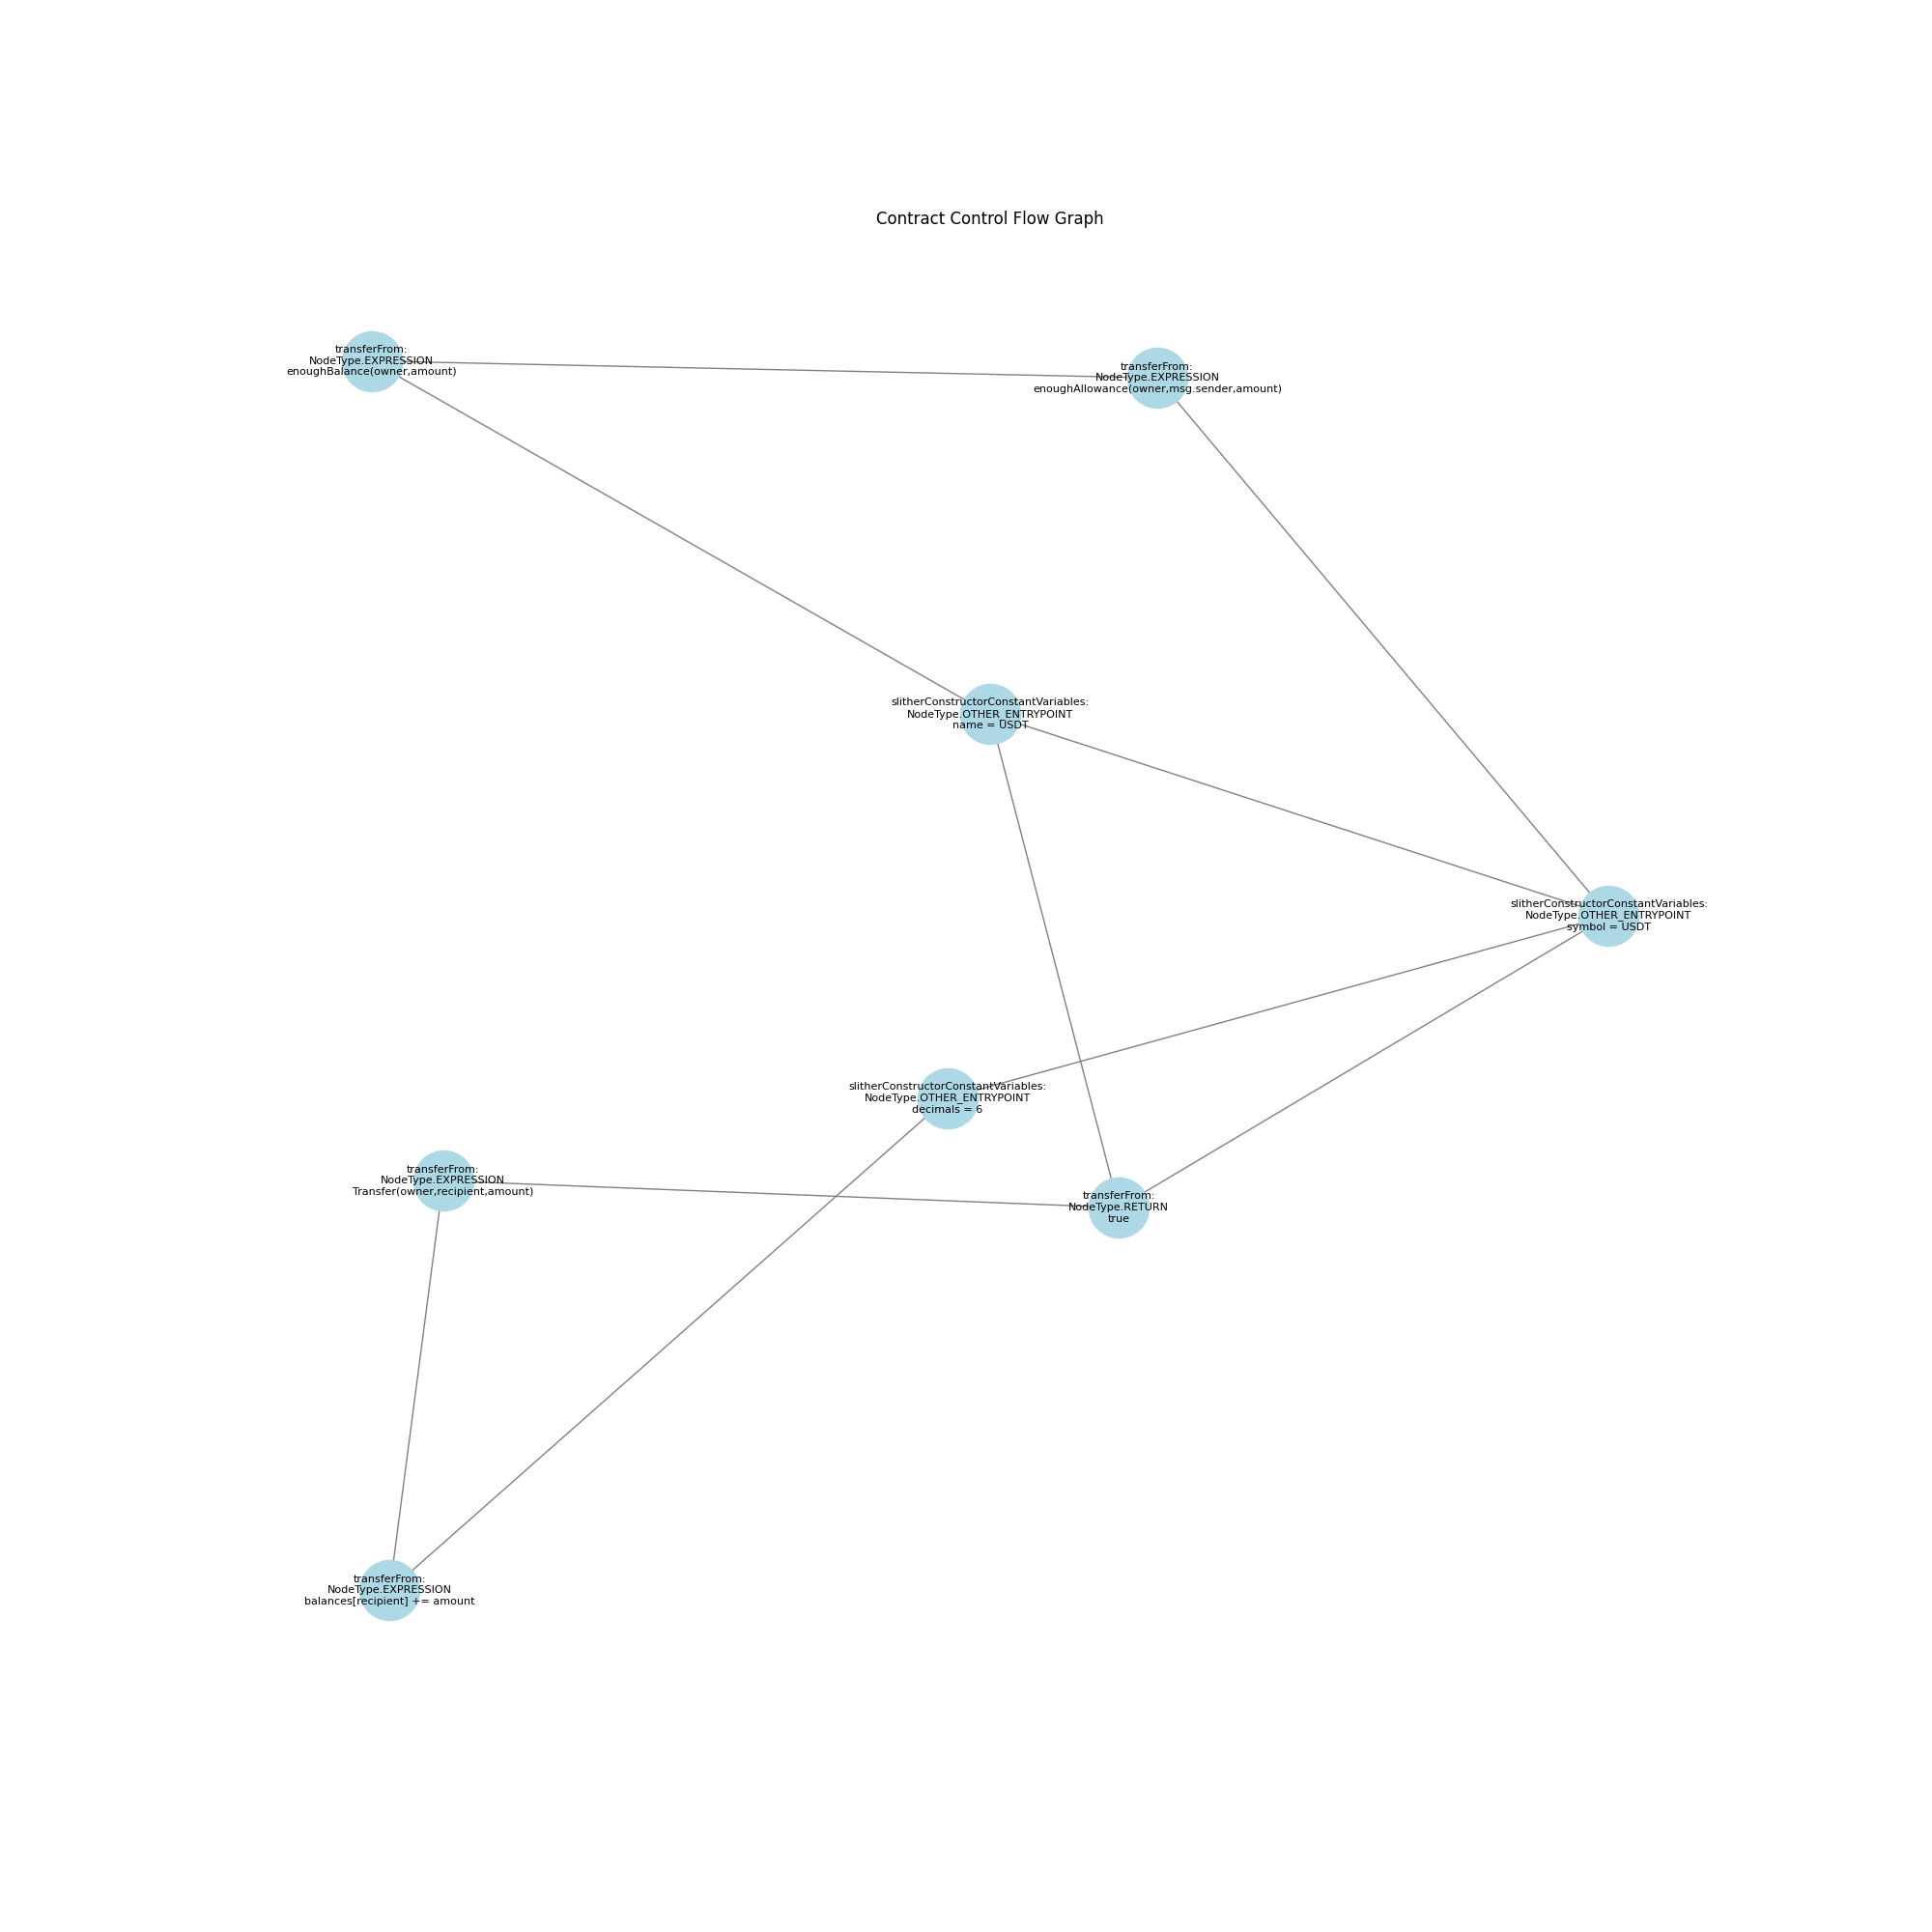 Contract Control Flow Graph
transferFrom:
NodeType.EXPRESSION
enoughBalance(owner,amount)
transferFrom:
NodeType.EXPRESSION
enoughAllowance(owner,msg.sender,amount)
slitherConstructorConstantVariables:
NodeType.OTHER_ENTRYPOINT
name = USDT
slitherConstructorConstantVariables:
NodeType.OTHER_ENTRYPOINT
symbol = USDT
slitherConstructorConstantVariables:
NodeType.OTHER_ENTRYPOINT
decimals = 6
transferFrom:
NodeType.EXPRESSION
Transfer(owner,recipient,amount)
transferFrom:
NodeType.RETURN
true
transferFrom:
NodeType.EXPRESSION
balances[recipient] += amount